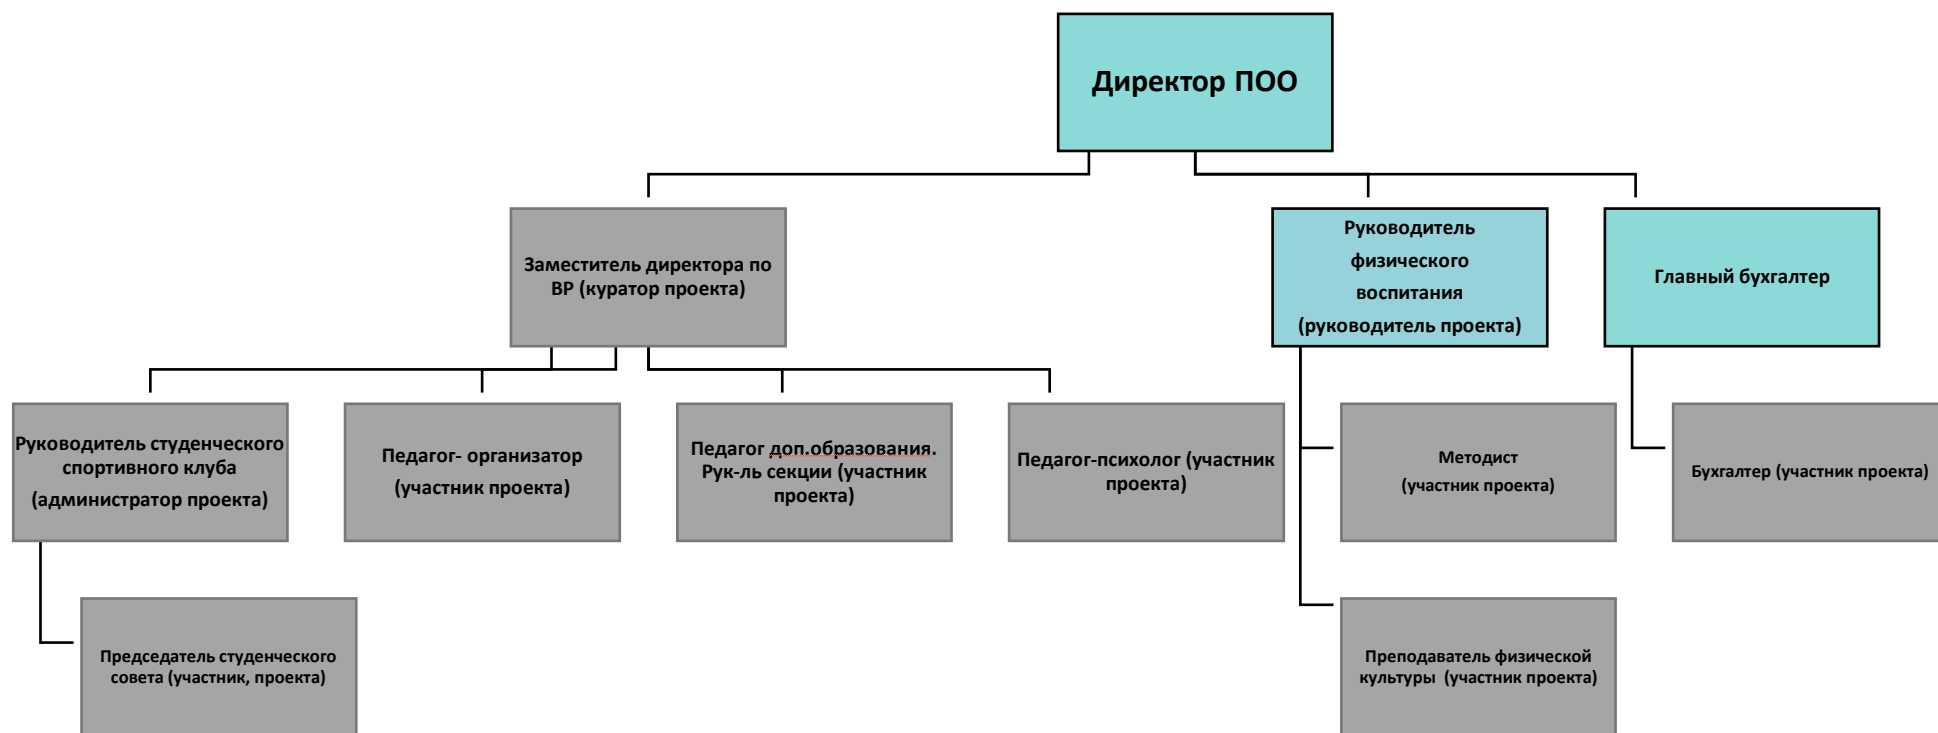 Директор ПОО
Заместитель директора по
ВР (куратор проекта)
Руководитель
физического
воспитания
(руководитель проекта)
Главный бухгалтер
Руководитель студенческого
спортивного клуба
(администратор проекта)
Педагог- организатор
(участник проекта)
Педагог доп.образования.
Рук-ль секции (участник
проекта)
Педагог-психолог (участник
проекта)
Методист
(участник проекта)
Бухгалтер (участник проекта)
Председатель студенческого
совета (участник, проекта)
Преподаватель физической
культуры  (участник проекта)